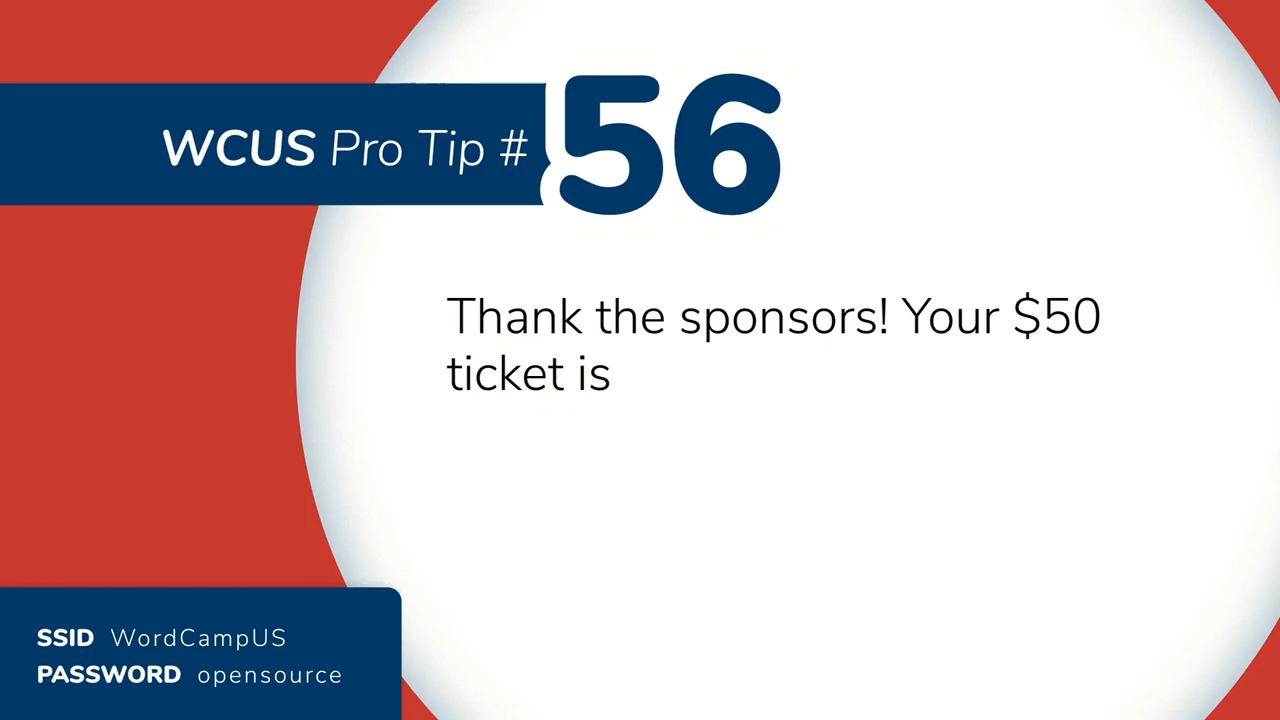 WCUS Pro Tip # 56
Thank the sponsors! Your $50
ticket is
SSID WordCampUS
PASSWORD opensource